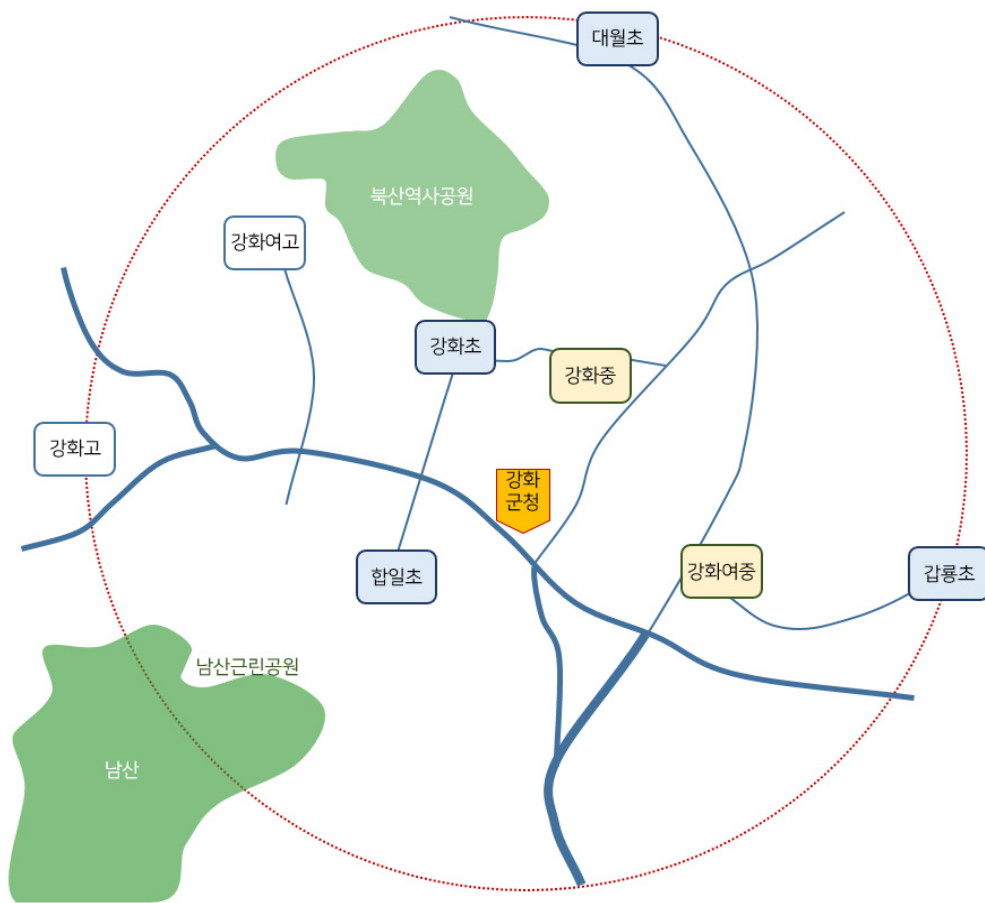 대월초
북산역사공원
강화여고
강화초
강화중
강화고
강화
군청
합일초
강화여중
갑룡초
남산근린공원
남산